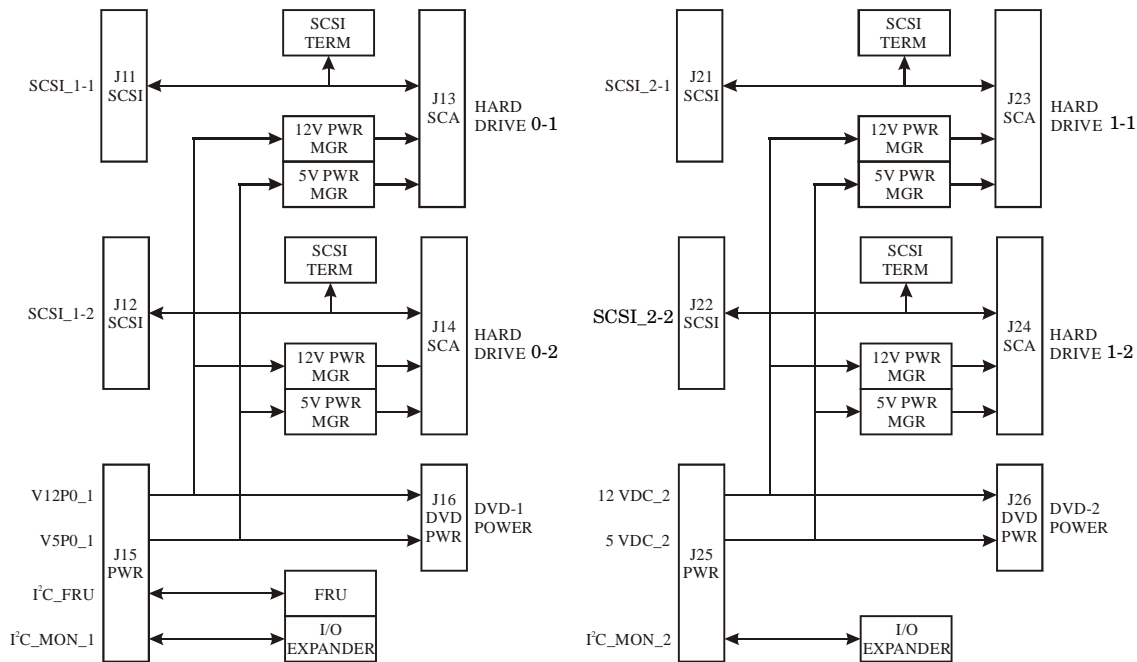 SCSI
TERM
SCSI_1-1
J11
SCSI
J13
SCA
HARD
DRIVE 0-1
12V PWR
MGR
5V PWR
MGR
SCSI
TERM
SCSI_1-2
J12
SCSI
J14
SCA
HARD
DRIVE 0-2
12V PWR
MGR
5V PWR
MGR
V12P0_1
V5P0_1
I²C_FRU
I²C_MON_1
J15
PWR
J16
DVD
PWR
DVD-1
POWER
FRU
I/O
EXPANDER
SCSI
TERM
SCSI_2-1
J21
SCSI
J23
SCA
HARD
DRIVE 1-1
12V PWR
MGR
5V PWR
MGR
SCSI
TERM
SCSI_2-2
J22
SCSI
J24
SCA
HARD
DRIVE 1-2
12V PWR
MGR
5V PWR
MGR
12 VDC_2
5 VDC_2
I²C_MON_2
J25
PWR
J26
DVD
PWR
DVD-2
POWER
I/O
EXPANDER